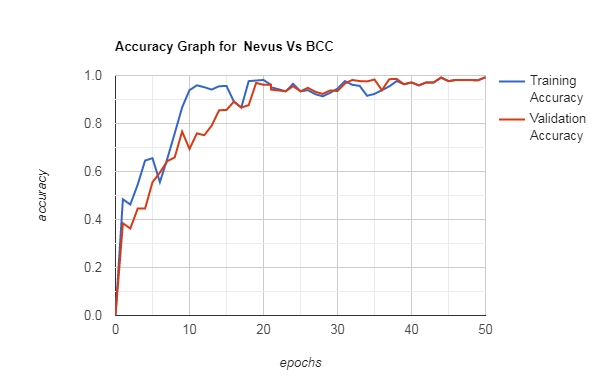 Accuracy Graph for Nevus Vs BCC
1.0
0.8
0.6
0.4
0.2
0.0
accuracy
0 10 20 30 40 50
epochs
Training
Accuracy
Validation
Accuracy